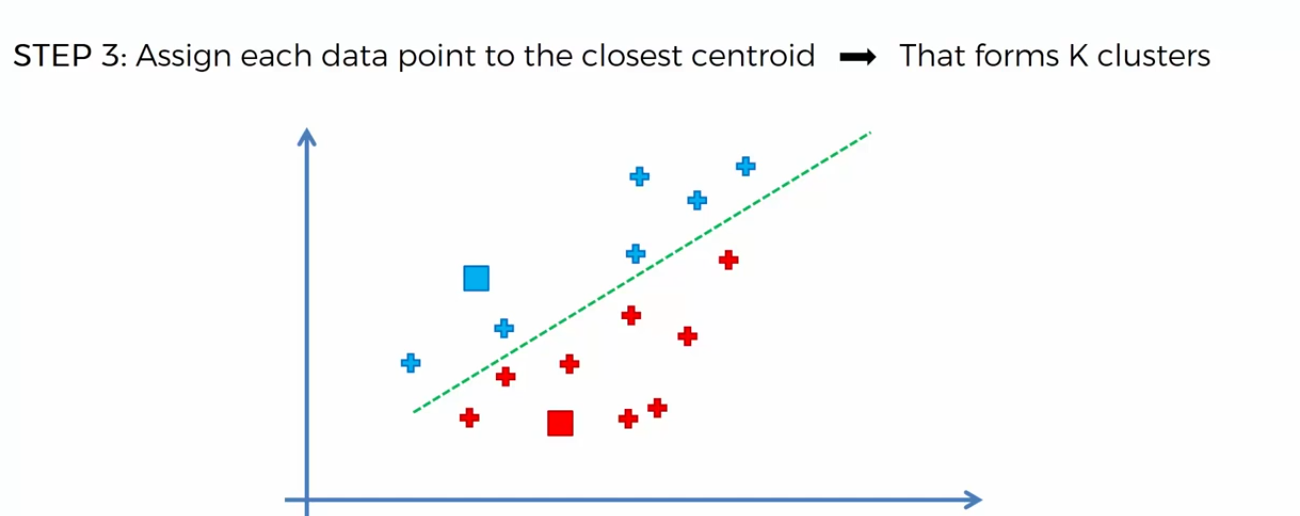 STEP 3: Assign each data point to the closest centroid ➡ That forms K clusters